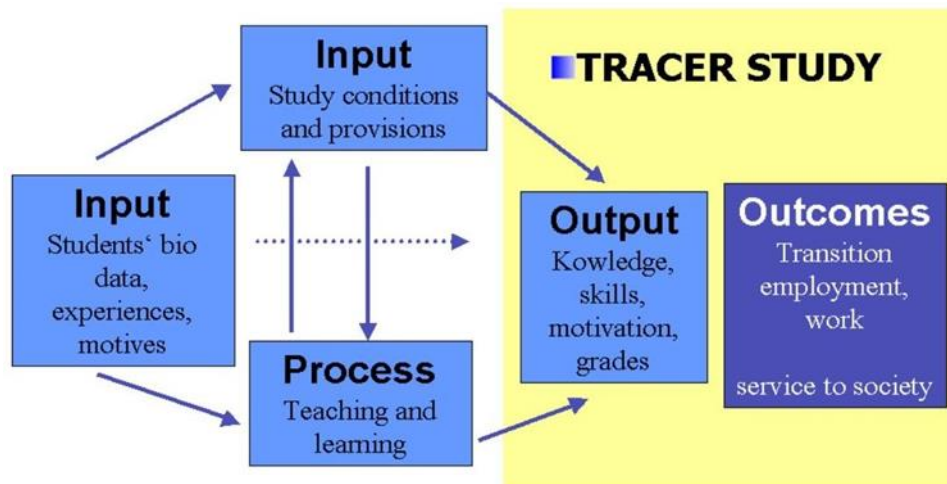 Input
Study conditions
and provisions
TRACER STUDY
Input
Students‘ bio
data,
experiences,
motives
Process
Teaching and
learning
Output
Kowledge,
skills,
motivation,
grades
Outcomes
Transition
employment,
work
service to society